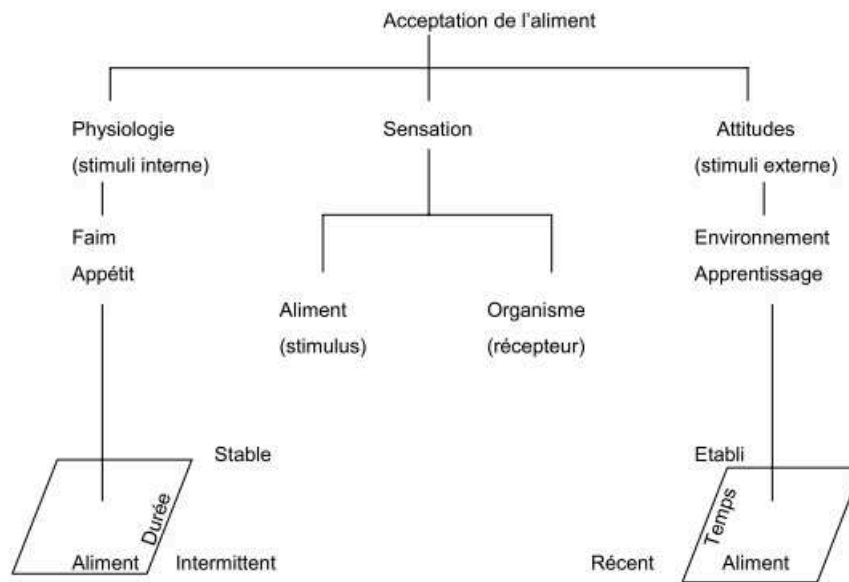 Acceptation de l'aliment
Physiologie
(stimuli interne)
Sensation
Attitudes
(stimuli externe)
Faim
Appétit
Environnement
Apprentissage
Aliment
(stimulus)
Organisme
(récepteur)
Stable
Durée
Aliment
Intermittent
Etabli
Temps
Récent
Aliment